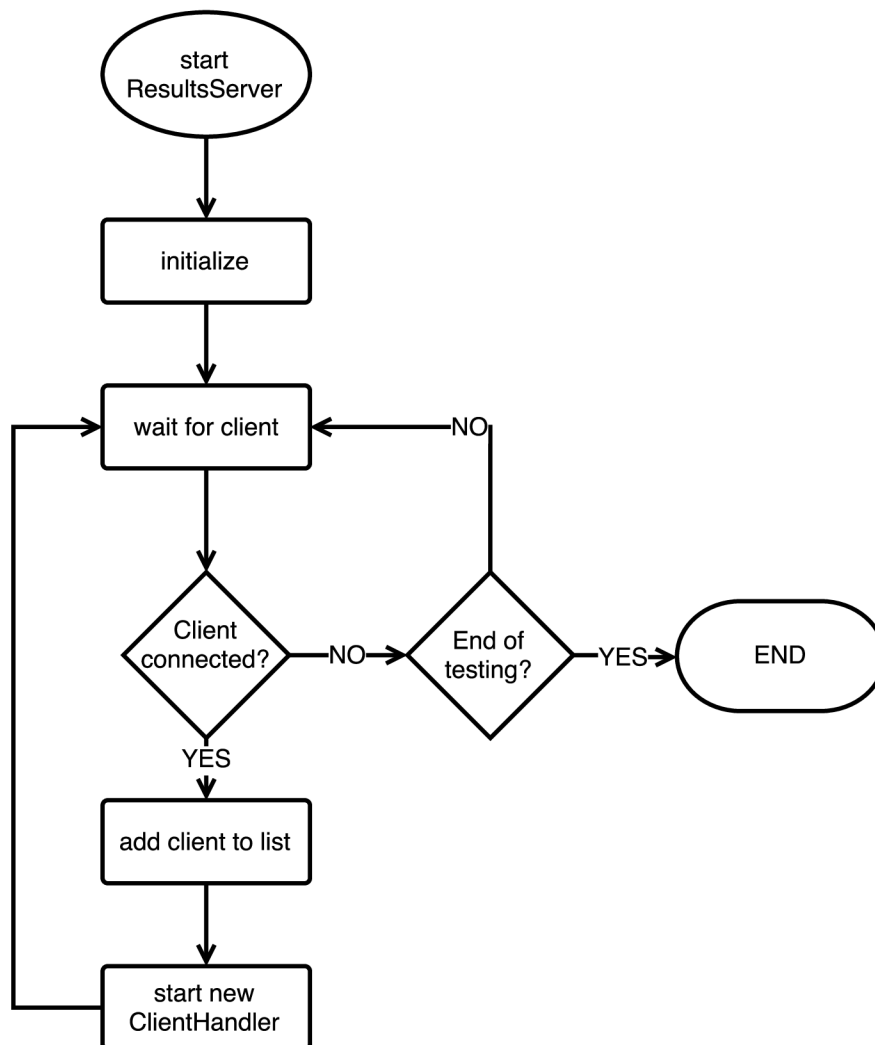 start
ResultsServer
initialize
wait for client
NO
Client
connected?
NO
End of
testing?
YES
END
YES
add client to list
start new
ClientHandler